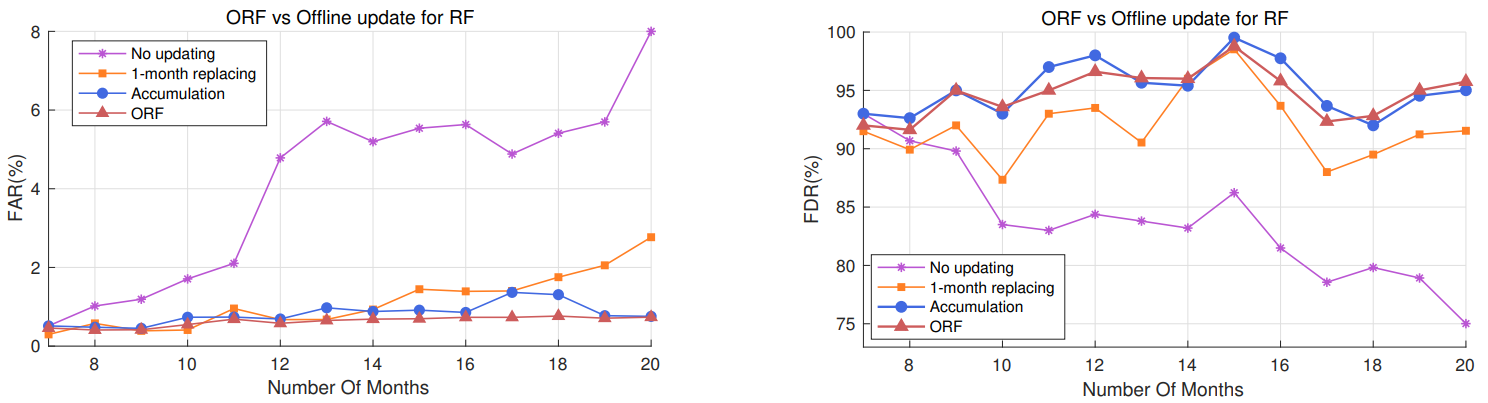 ORF vs Offline update for RF
8
6
4
2
0
FAR(%)
No updating
1-month replacing
Accumulation
ORF
8 10 12 14 16 18 20
Number Of Months
ORF vs Offline update for RF
100
95
90
85
80
75
FDR(%)
No updating
1-month replacing
Accumulation
ORF
8 10 12 14 16 18 20
Number Of Months